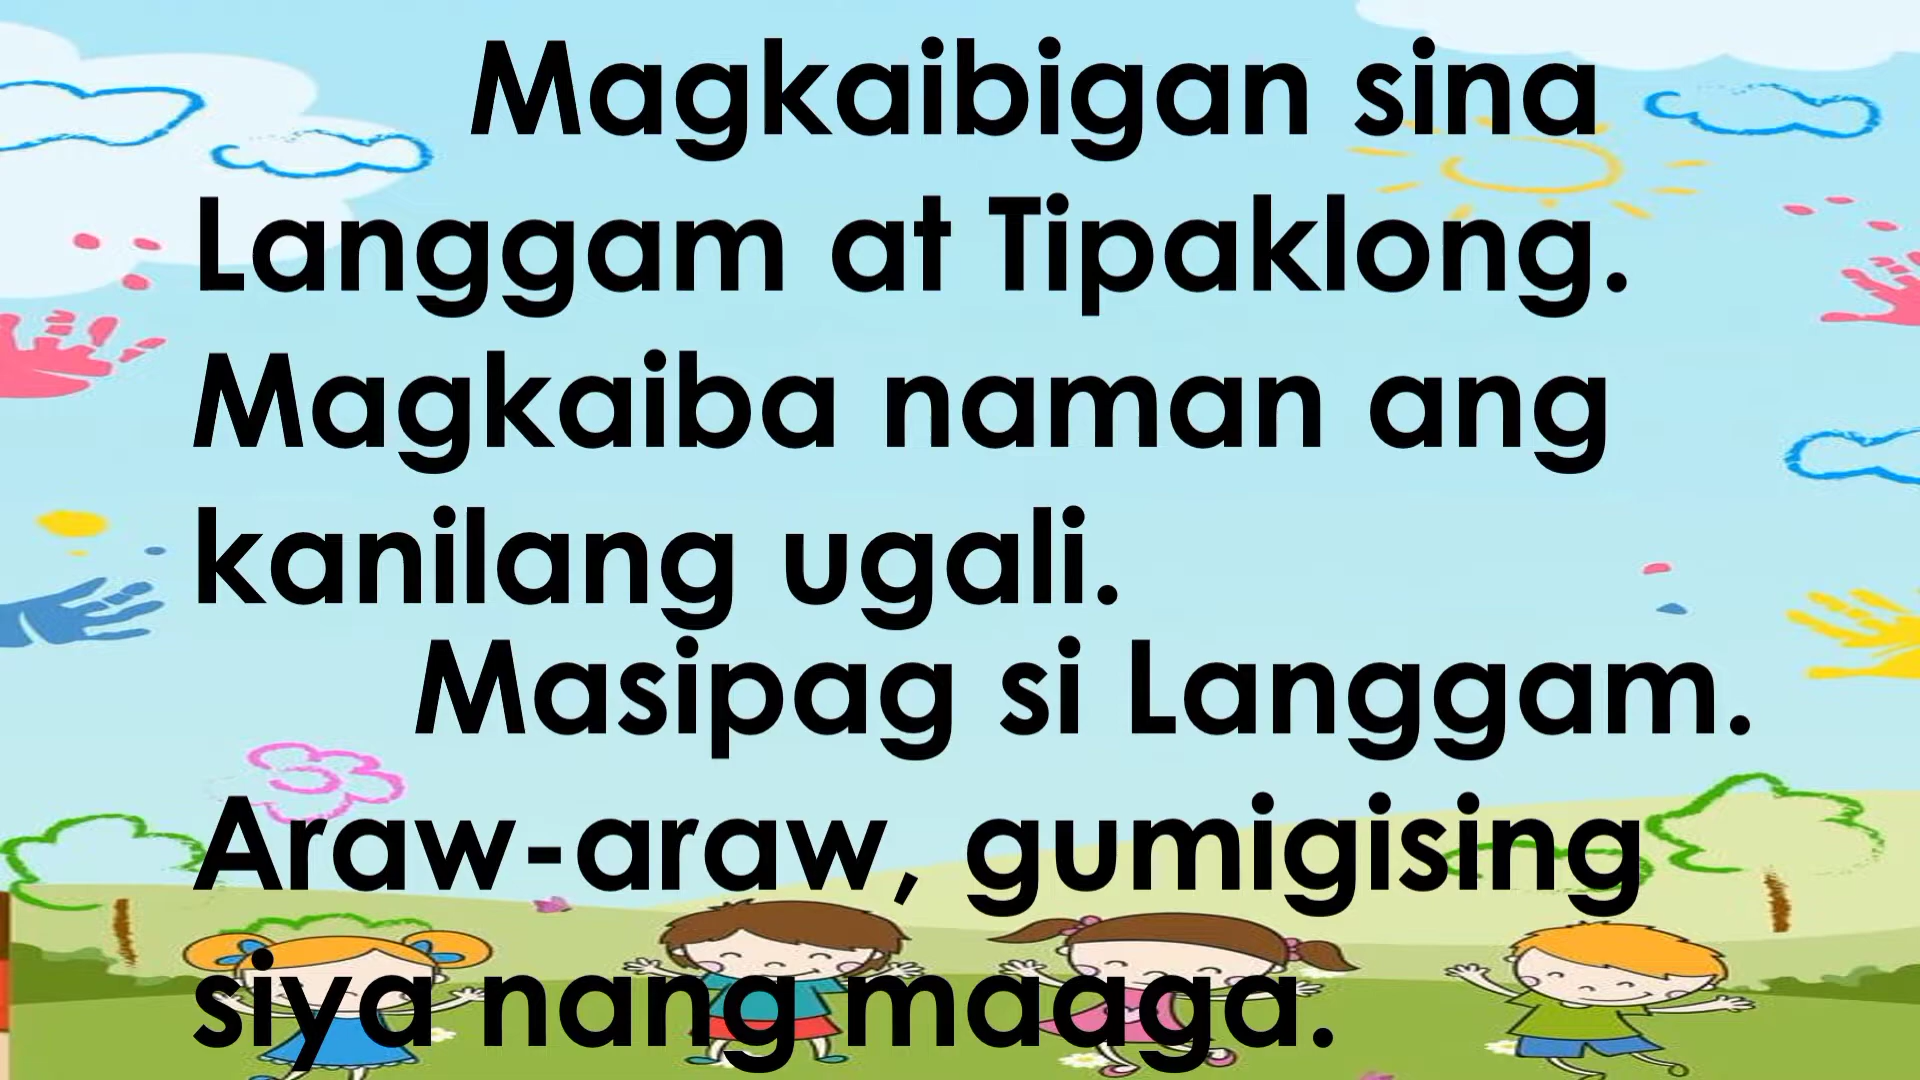 Magkaibigan sina
Langgam at Tipaklong.
Magkaiba naman ang
kanilang ugali.
Masipag si Langgam.
Araw-araw, gumigising
siya nang maaga.